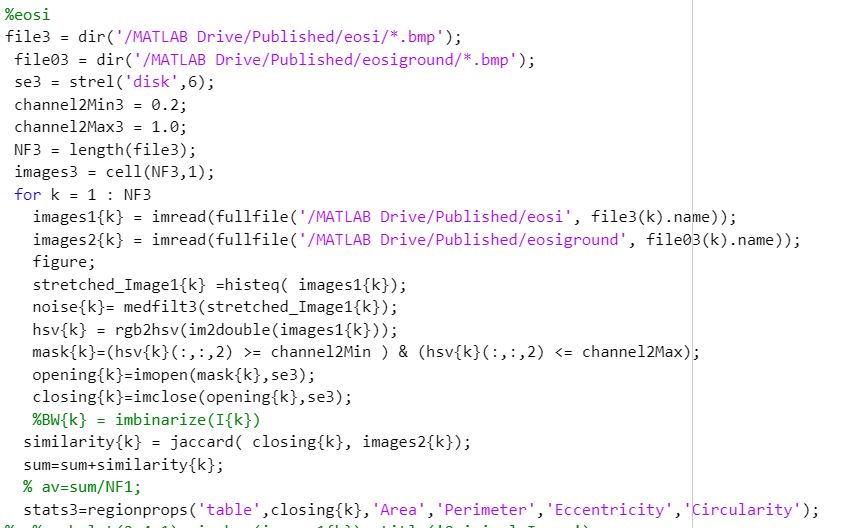 %eosi
file3 = dir('/MATLAB Drive/Published/eosi/*.bmp');
file03 = dir('/MATLAB Drive/Published/eosiground/*.bmp');
se3 = strel('disk',6);
channel2Min3 = 0.2;
channel2Max3 = 1.0;
NF3 = length(file3);
images3 = cell(NF3,1);
for k = 1 : NF3
images1{k} = imread(fullfile('/MATLAB Drive/Published/eosi', file3(k).name));
images2{k} = imread(fullfile('/MATLAB Drive/Published/eosiground', file03(k).name));
figure;
stretched_Image1{k} =histeq( images1{k});
noise{k}= medfilt3(stretched_Image1{k});
hsv{k} = rgb2hsv(im2double(images1{k}));
mask{k}=(hsv{k}(:,:,2) >= channel2Min ) & (hsv{k}(:,:,2) <= channel2Max);
opening{k}=imopen(mask{k},se3);
closing{k}=imclose(opening{k},se3);
%BW{k} = imbinarize(I{k})
similarity{k} = jaccard( closing{k}, images2{k});
sum=sum+similarity{k};
% av=sum/NF1;
stats3=regionprops('table',closing{k},'Area','Perimeter','Eccentricity','Circularity');